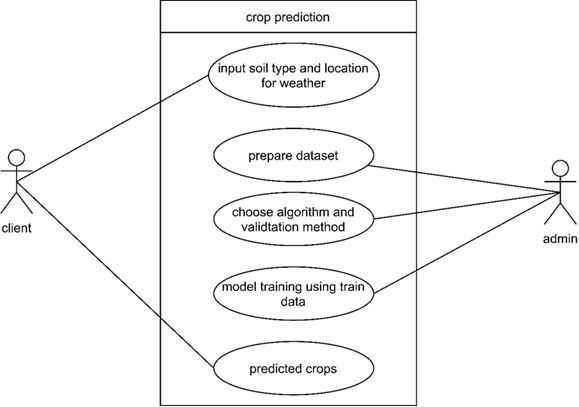 crop prediction
input soil type and location
for weather
prepare dataset
choose algorithm and
validtation method
client
admin
model training using train
data
predicted crops